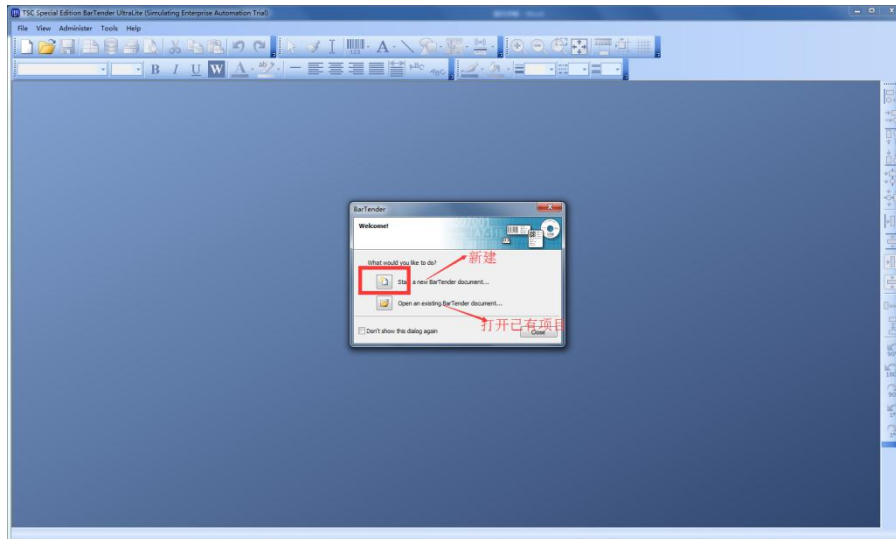 TSC Special Edition BarTender UltraLite (Simulating Enterprise Automation Trial)
File View Administer Tools Help
B I U W A
BarTender
Welcome!
What would you like to do?
新建
Start a new BarTender document...
Open an existing BarTender document...
打开已有项目
Don't show this dialog again
Close